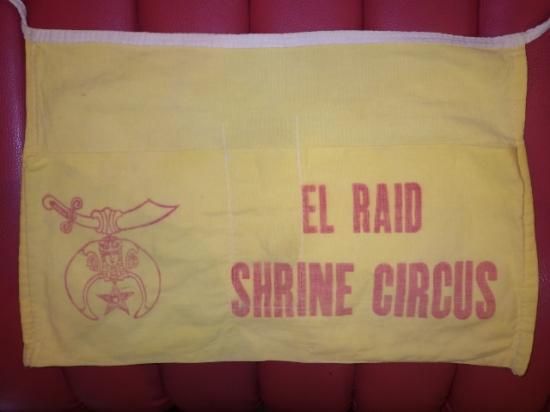 EL RAID
SHRINE CIRCUS